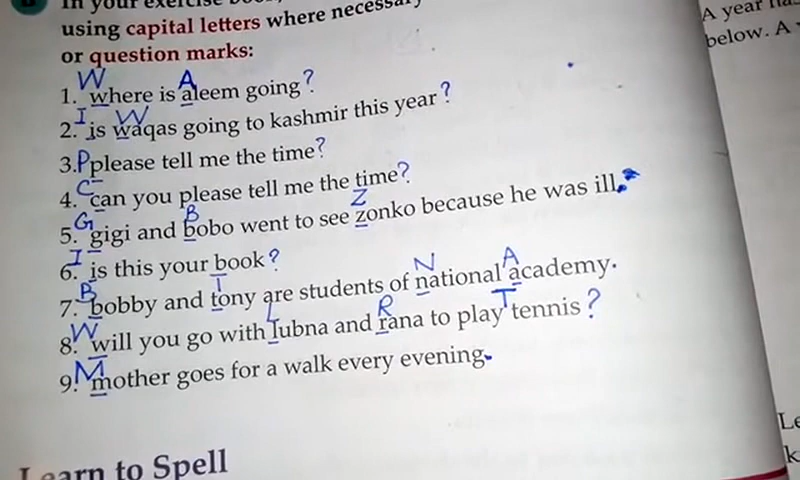 In your exercise
using capital letters where necessary
or question marks:
W A
1. where is aleem going?
I W
2. is waqas going to kashmir this year?
3. P please tell me the time?
C
4. can you please tell me the time?
G B Z
5. gigi and bobo went to see zonko because he was ill.
I
6. is this your book?
B T N A
7. bobby and tony are students of national academy.
W L R T
8. will you go with lubna and rana to play tennis?
M
9. mother goes for a walk every evening.
Learn to Spell
A year has
below. A
Le
k